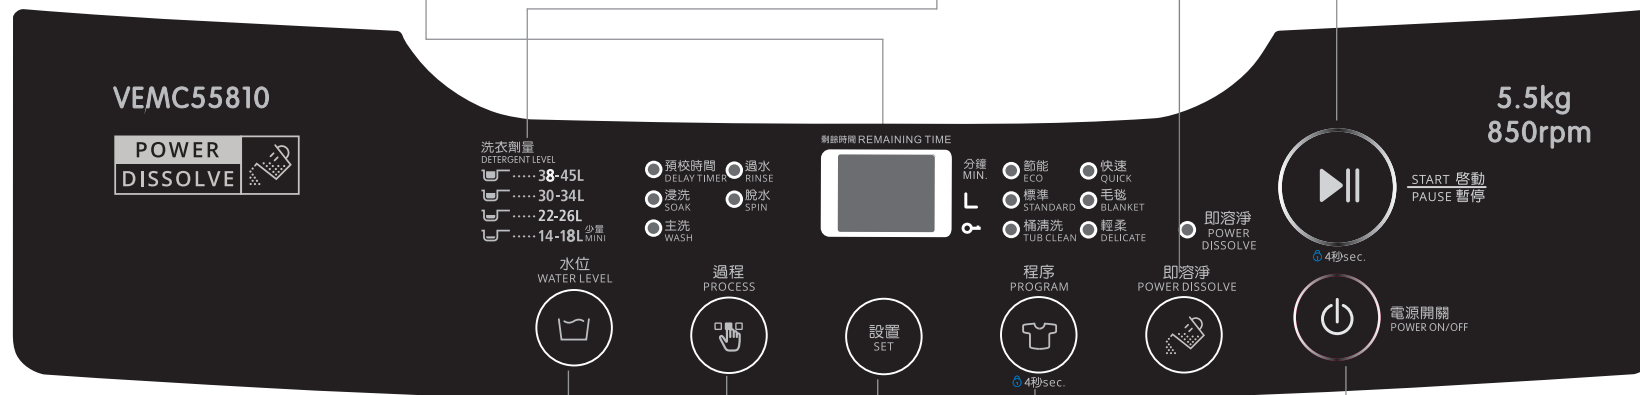 VEMC55810
POWER
DISSOLVE
洗衣劑量
DETERGENT LEVEL
38-45L
30-34L
22-26L
14-18L 少量 MINI
預校時間
DELAY TIMER
浸洗
SOAK
主洗
WASH
過水
RINSE
脫水
SPIN
剩餘時間 REMAINING TIME
分鐘
MIN.
L
節能
ECO
標準
STANDARD
桶清洗
TUB CLEAN
快速
QUICK
毛毯
BLANKET
輕柔
DELICATE
即溶淨
POWER
DISSOLVE
START 啓動
PAUSE 暫停
4秒sec.
5.5kg
850rpm
水位
WATER LEVEL
過程
PROCESS
設置
SET
程序
PROGRAM
4秒sec.
即溶淨
POWER DISSOLVE
電源開關
POWER ON/OFF